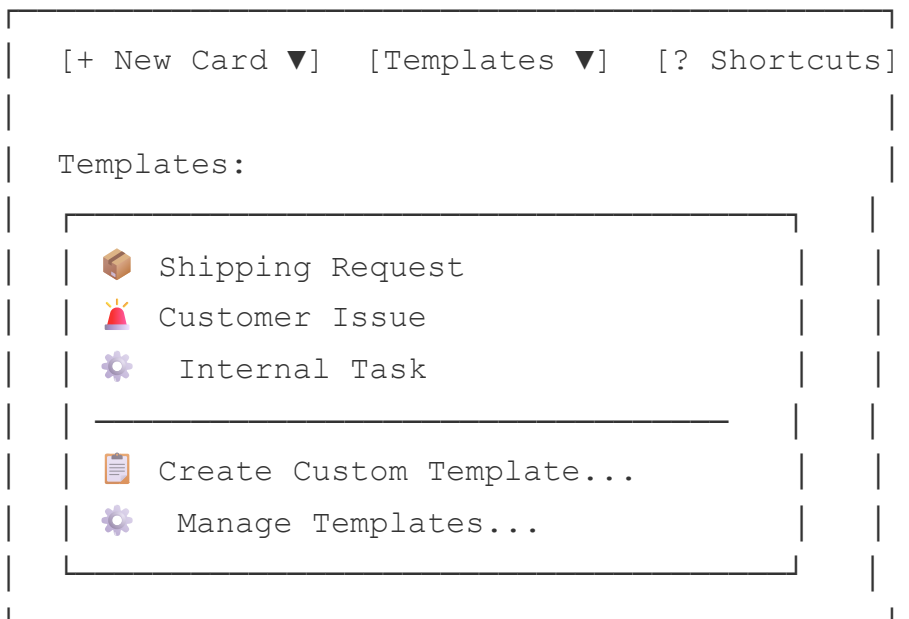 [+ New Card ▼] [Templates ▼] [? Shortcuts]
Templates:
📦 Shipping Request
🚨 Customer Issue
⚙️ Internal Task
📋 Create Custom Template...
⚙️ Manage Templates...